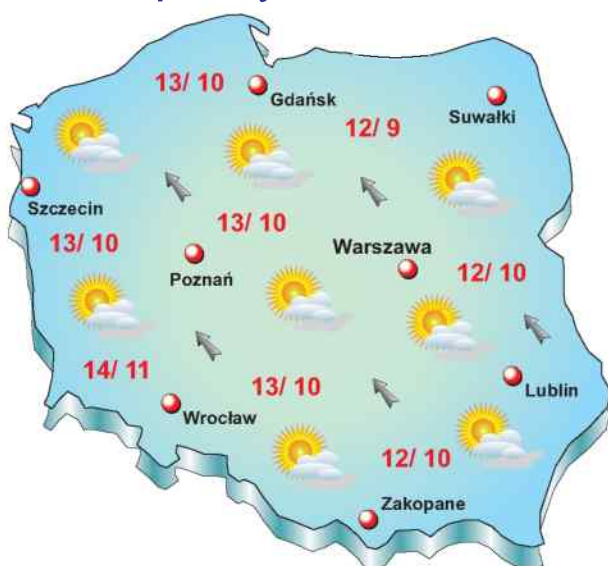 13/ 10
Gdańsk
Suwałki
12/ 9
Szczecin
13/ 10
13/ 10
Poznań
Warszawa
12/ 10
14/ 11
13/ 10
Lublin
Wrocław
12/ 10
Zakopane